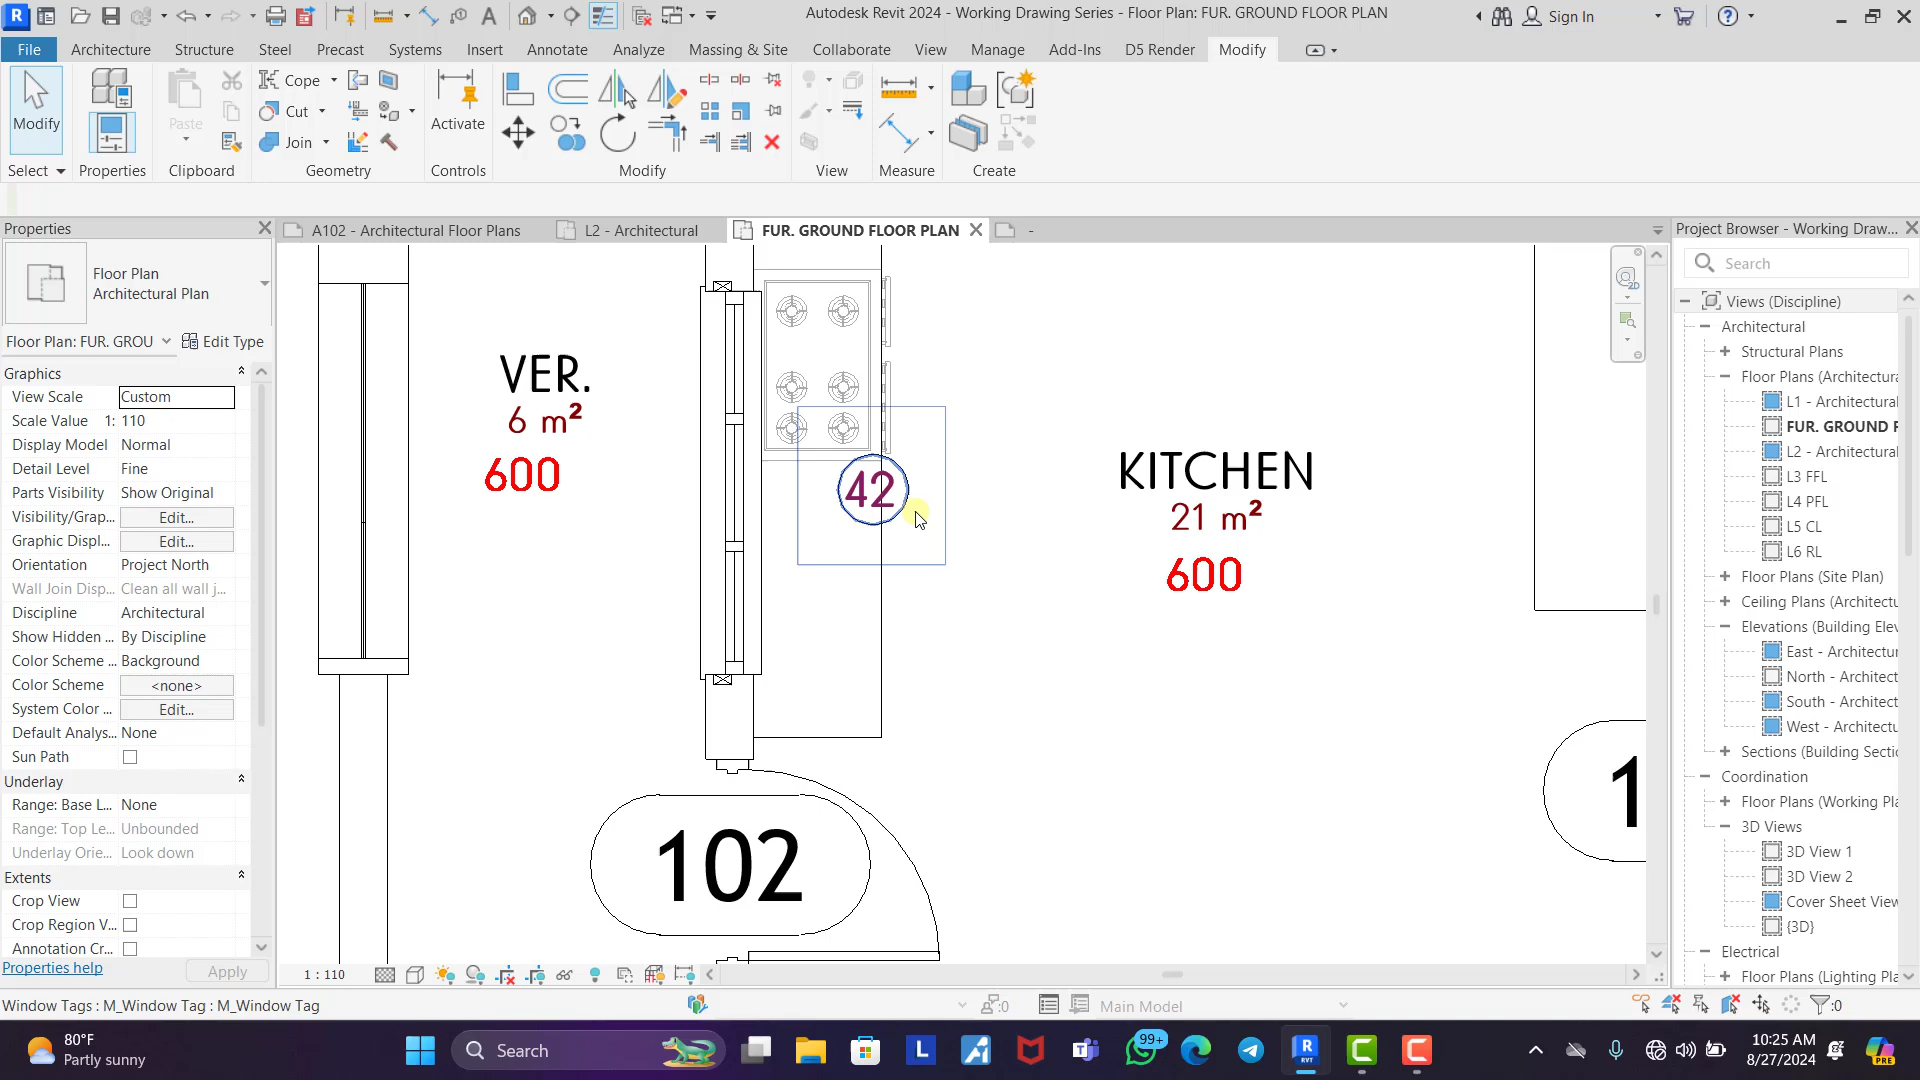 Autodesk Revit 2024 - Working Drawing Series - Floor Plan: FUR. GROUND FLOOR PLAN
Sign In
File Architecture Structure Steel Precast Systems Insert Annotate Analyze Massing & Site Collaborate View Manage Add-Ins D5 Render Modify
Modify
Paste
Cope
Cut
Join
Activate
Select Properties Clipboard Geometry Controls Modify View Measure Create
Properties
A102 - Architectural Floor Plans
L2 - Architectural
FUR. GROUND FLOOR PLAN
-
Project Browser - Working Draw...
Floor Plan
Architectural Plan
Floor Plan: FUR. GROU
Edit Type
Graphics
View Scale Custom
Scale Value 1: 110
Display Model Normal
Detail Level Fine
Parts Visibility Show Original
Visibility/Grap... Edit...
Graphic Displ... Edit...
Orientation Project North
Wall Join Disp... Clean all wall j...
Discipline Architectural
Show Hidden ... By Discipline
Color Scheme ... Background
Color Scheme <none>
System Color ... Edit...
Default Analys... None
Sun Path
Underlay
Range: Base L... None
Range: Top Le... Unbounded
Underlay Orie... Look down
Extents
Crop View
Crop Region V...
Annotation Cr...
Properties help
Apply
VER.
6 m²
600
42
KITCHEN
21 m²
600
102
1
2D
Search
Views (Discipline)
Architectural
Structural Plans
Floor Plans (Architectura
L1 - Architectural
FUR. GROUND F
L2 - Architectural
L3 FFL
L4 PFL
L5 CL
L6 RL
Floor Plans (Site Plan)
Ceiling Plans (Architectu
Elevations (Building Elev
East - Architectur
North - Architect
South - Architect
West - Architectu
Sections (Building Sectio
Coordination
Floor Plans (Working Pla
3D Views
3D View 1
3D View 2
Cover Sheet View
{3D}
Electrical
Floor Plans (Lighting Pla
1 : 110
Window Tags : M_Window Tag : M_Window Tag
:0
Main Model
:0
80°F
Partly sunny
Search
L
99+
RVT
C
C
10:25 AM
8/27/2024
PRE